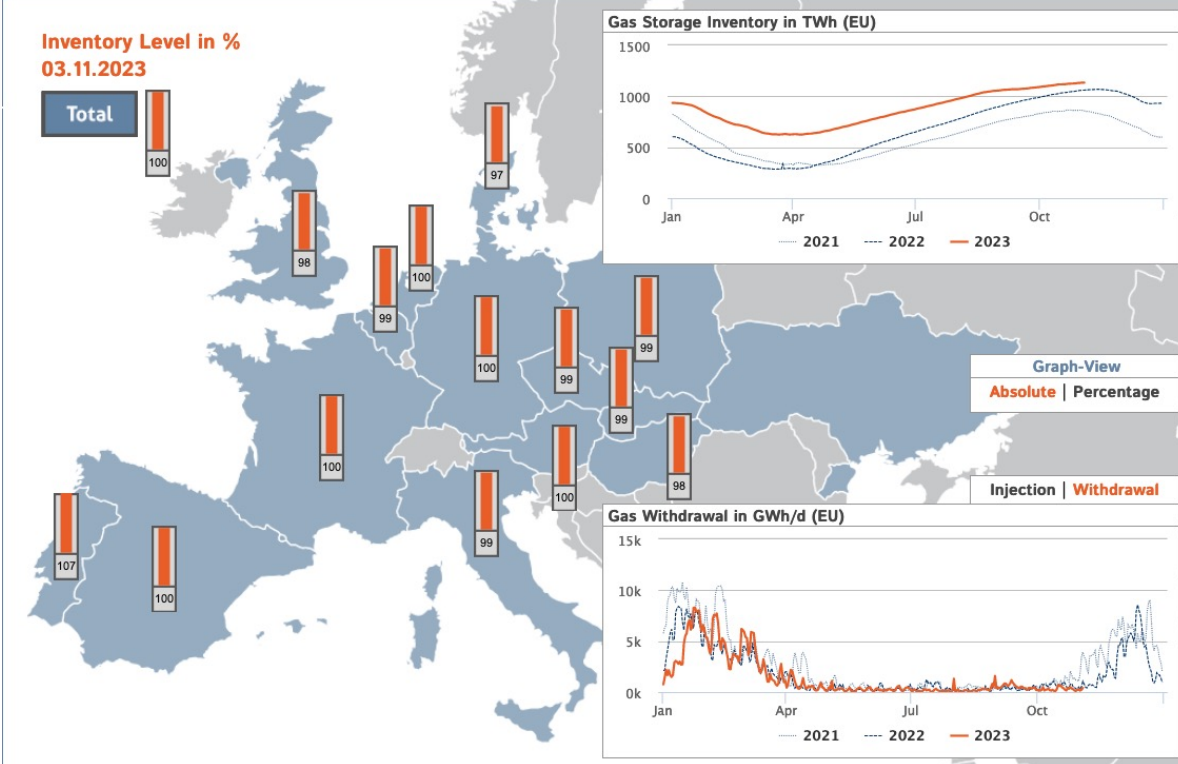 Inventory Level in %
03.11.2023
Total
100
97
98
100
99
100
99
99
99
98
100
100
99
107
100
Gas Storage Inventory in TWh (EU)
1500
1000
500
0
Jan Apr Jul Oct
2021 2022 2023
Graph-View
Absolute | Percentage
Injection | Withdrawal
Gas Withdrawal in GWh/d (EU)
15k
10k
5k
0k
Jan Apr Jul Oct
2021 2022 2023